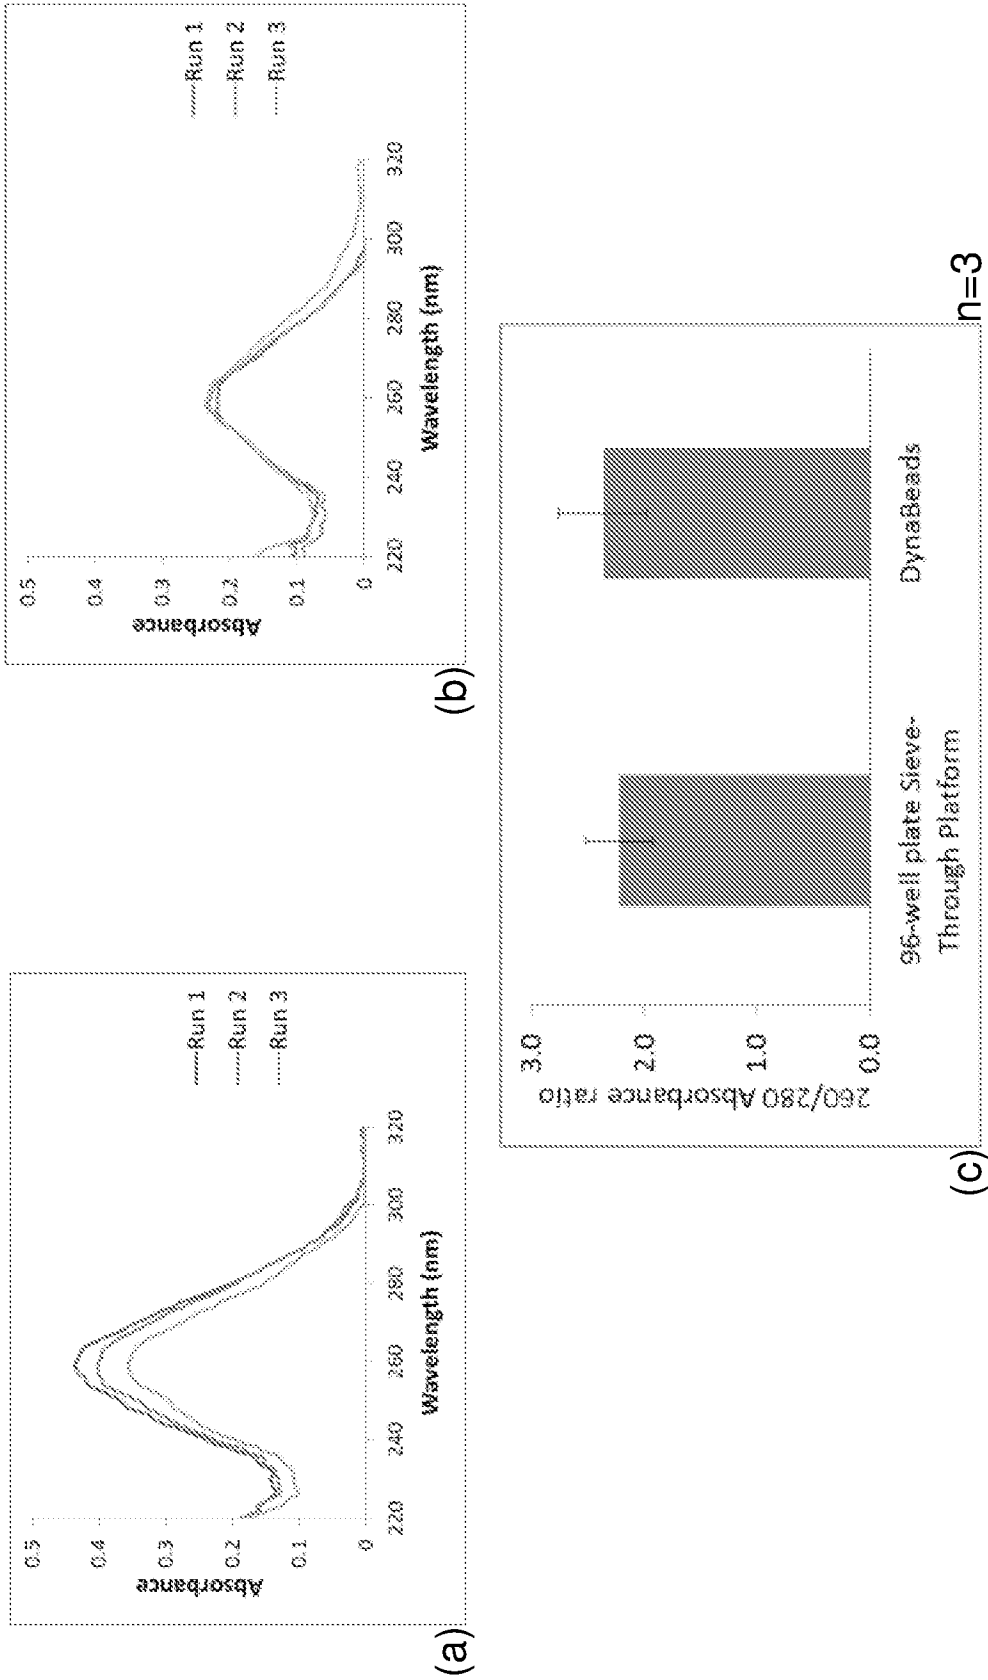 0.5
0.4
0.3
0.2
0.1
0
Absorbance
220
240
260
280
300
320
Wavelength (nm)
Run 1
Run 2
Run 3
(a)
0.5
0.4
0.3
0.2
0.1
0
Absorbance
220
240
260
280
300
320
Wavelength (nm)
Run 1
Run 2
Run 3
(b)
3.0
2.0
1.0
0.0
260/280 Absorbance ratio
96-well plate Sieve-
Through Platform
DynaBeads
n=3
(c)